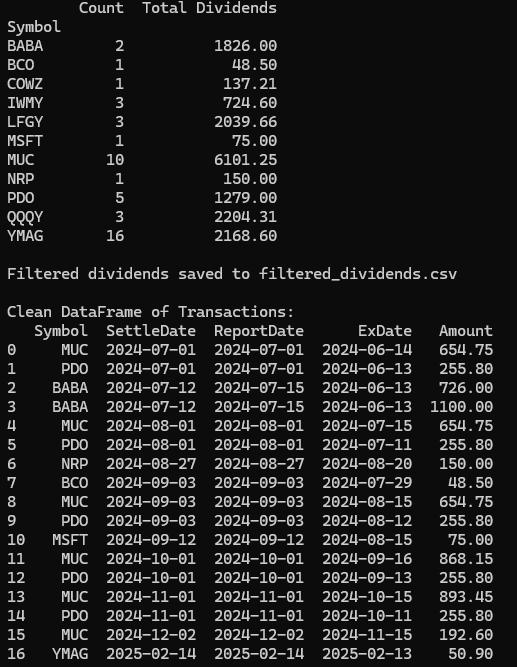 Count  Total Dividends
Symbol
BABA 2 1826.00
BCO 1 48.50
COWZ 1 137.21
IWMY 3 724.60
LFGY 3 2039.66
MSFT 1 75.00
MUC 10 6101.25
NRP 1 150.00
PDO 5 1279.00
QQQY 3 2204.31
YMAG 16 2168.60
Filtered dividends saved to filtered_dividends.csv
Clean DataFrame of Transactions:
Symbol SettleDate ReportDate ExDate Amount
0 MUC 2024-07-01 2024-07-01 2024-06-14 654.75
1 PDO 2024-07-01 2024-07-01 2024-06-13 255.80
2 BABA 2024-07-12 2024-07-15 2024-06-13 726.00
3 BABA 2024-07-12 2024-07-15 2024-06-13 1100.00
4 MUC 2024-08-01 2024-08-01 2024-07-15 654.75
5 PDO 2024-08-01 2024-08-01 2024-07-11 255.80
6 NRP 2024-08-27 2024-08-27 2024-08-20 150.00
7 BCO 2024-09-03 2024-09-03 2024-07-29 48.50
8 MUC 2024-09-03 2024-09-03 2024-08-15 654.75
9 PDO 2024-09-03 2024-09-03 2024-08-12 255.80
10 MSFT 2024-09-12 2024-09-12 2024-08-15 75.00
11 MUC 2024-10-01 2024-10-01 2024-09-16 868.15
12 PDO 2024-10-01 2024-10-01 2024-09-13 255.80
13 MUC 2024-11-01 2024-11-01 2024-10-15 893.45
14 PDO 2024-11-01 2024-11-01 2024-10-11 255.80
15 MUC 2024-12-02 2024-12-02 2024-11-15 192.60
16 YMAG 2025-02-14 2025-02-14 2025-02-13 50.90